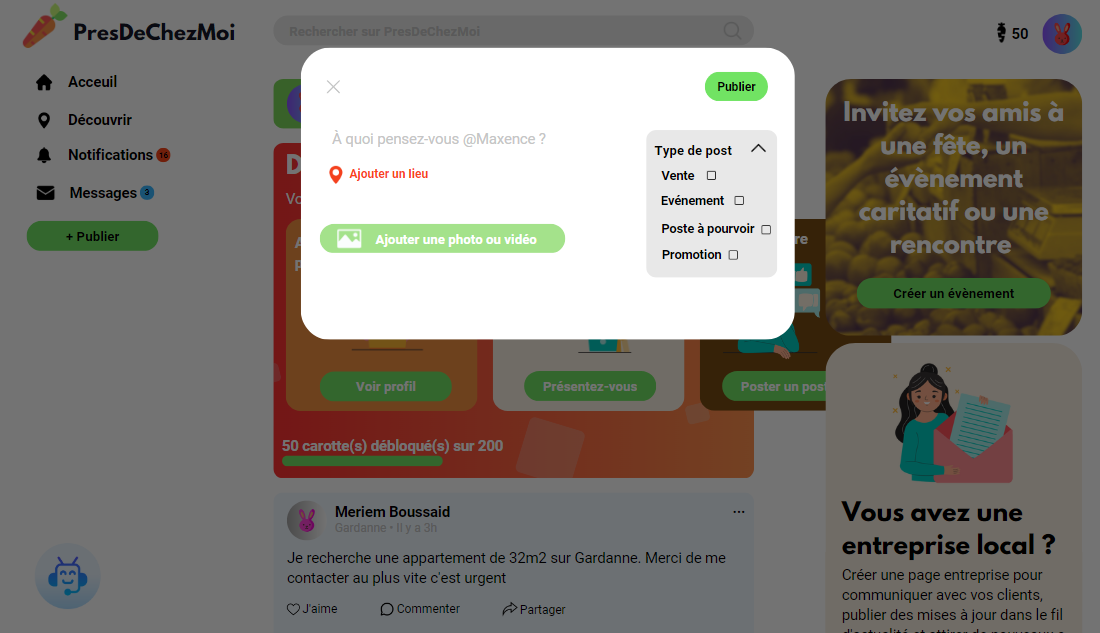 PresDeChezMoi
Rechercher sur PresDeChezMoi
50
Acceuil
Découvrir
Notifications 16
Messages 3
+ Publier
Publier
À quoi pensez-vous @Maxence ?
Ajouter un lieu
Ajouter une photo ou vidéo
Type de post
Vente
Evénement
Poste à pourvoir
Promotion
Voir profil
Présentez-vous
Poster un post
50 carotte(s) débloqué(s) sur 200
Meriem Boussaid
Gardanne • Il y a 3h
Je recherche une appartement de 32m2 sur Gardanne. Merci de me
contacter au plus vite c'est urgent
J'aime
Commenter
Partager
Invitez vos amis à
une fête, un
évènement
caritatif ou une
rencontre
Créer un évènement
Vous avez une
entreprise local ?
Créer une page entreprise pour
communiquer avec vos clients,
publier des mises à jour dans le fil
d'actualité et attirer de nouveaux